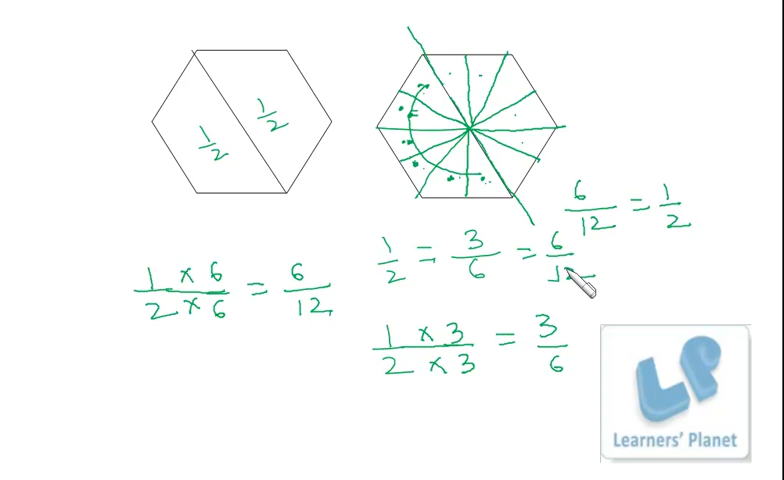 1/2
1/2
6/12 = 1/2
1/2 = 3/6 = 6/12
1 × 6 / 2 × 6 = 6/12
1 × 3 / 2 × 3 = 3/6
LP
Learners' Planet